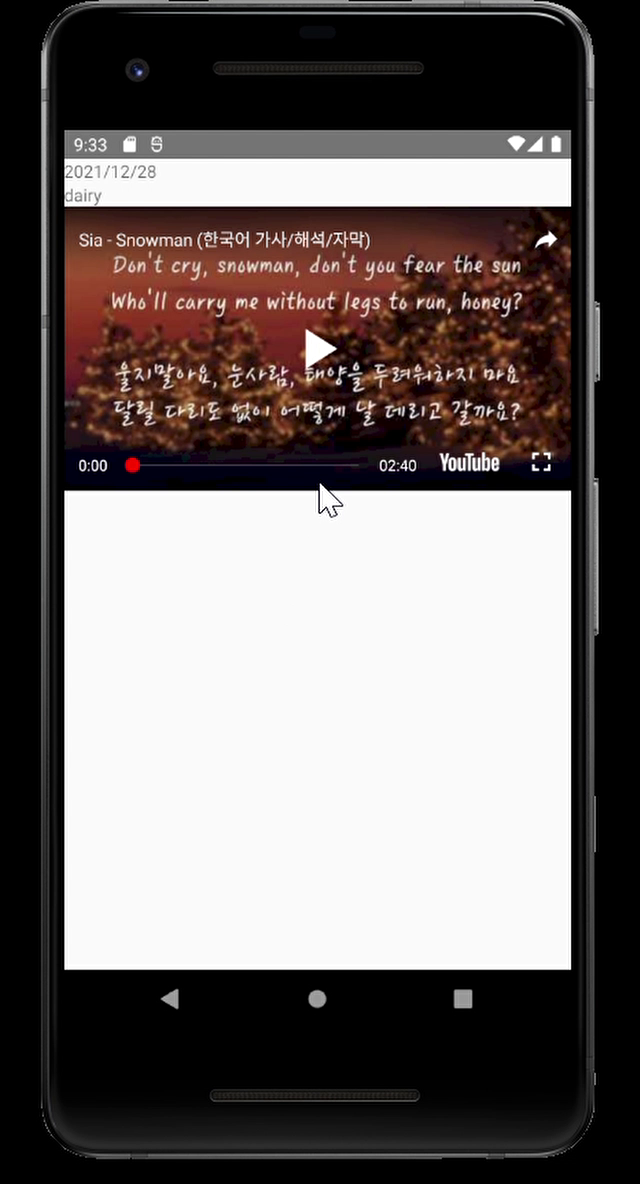 9:33
2021/12/28
dairy
Sia - Snowman (한국어 가사/해석/자막)
Don't cry, snowman, don't you fear the sun
Who'll carry me without legs to run, honey?
울지말아요, 눈사람, 태양을 두려워하지 마요
달릴 다리도 없이 어떻게 날 데리고 갈까요?
0:00 02:40 YouTube